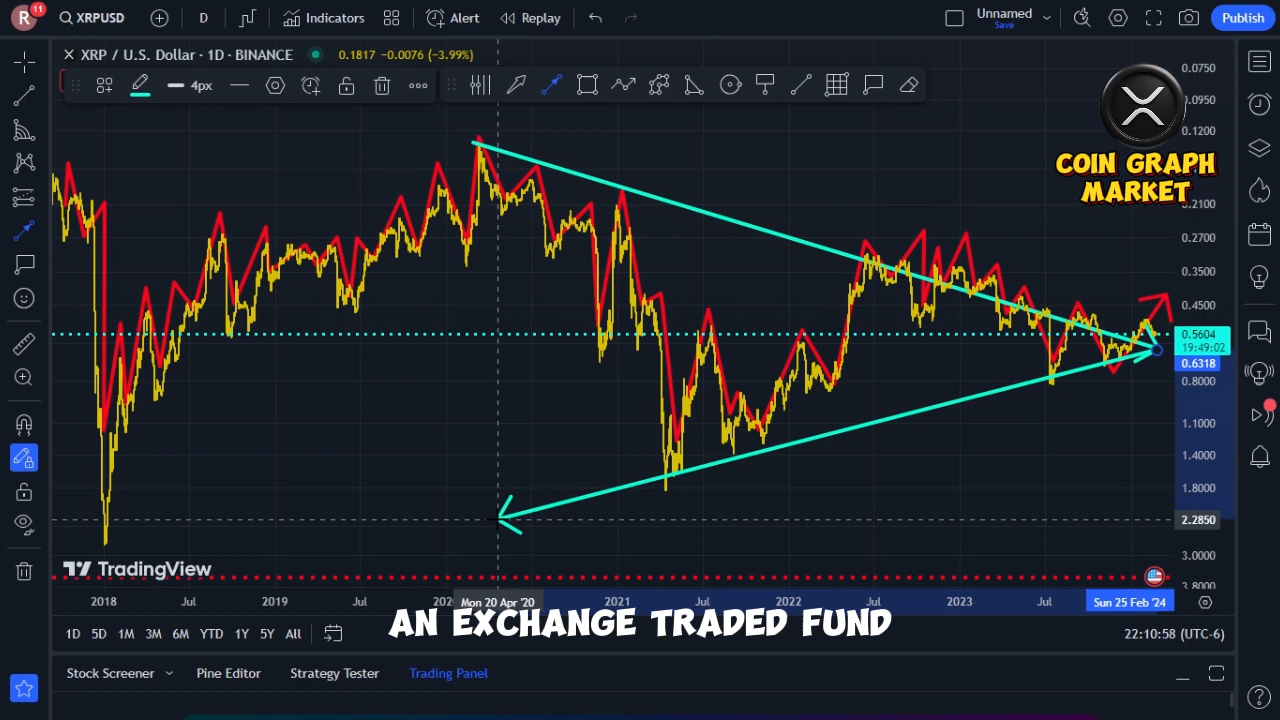 R 11 XRPUSD D Indicators Alert Replay Unnamed Save Publish
XRP / U.S. Dollar · 1D · BINANCE 0.1817 −0.0076 (−3.99%)
4px
0.0750
0.0950
0.1200
COIN GRAPH
MARKET
0.2100
0.2700
0.3500
0.4500
0.5604
19:49:02
0.6318
0.8000
1.1000
1.4000
1.8000
2.2850
3.0000
3.8000
TradingView
2018 Jul 2019 Jul Mon 20 Apr '20 2021 Jul 2022 Jul 2023 Jul Sun 25 Feb '24
AN EXCHANGE TRADED FUND
1D 5D 1M 3M 6M YTD 1Y 5Y All 22:10:58 (UTC-6)
Stock Screener Pine Editor Strategy Tester Trading Panel